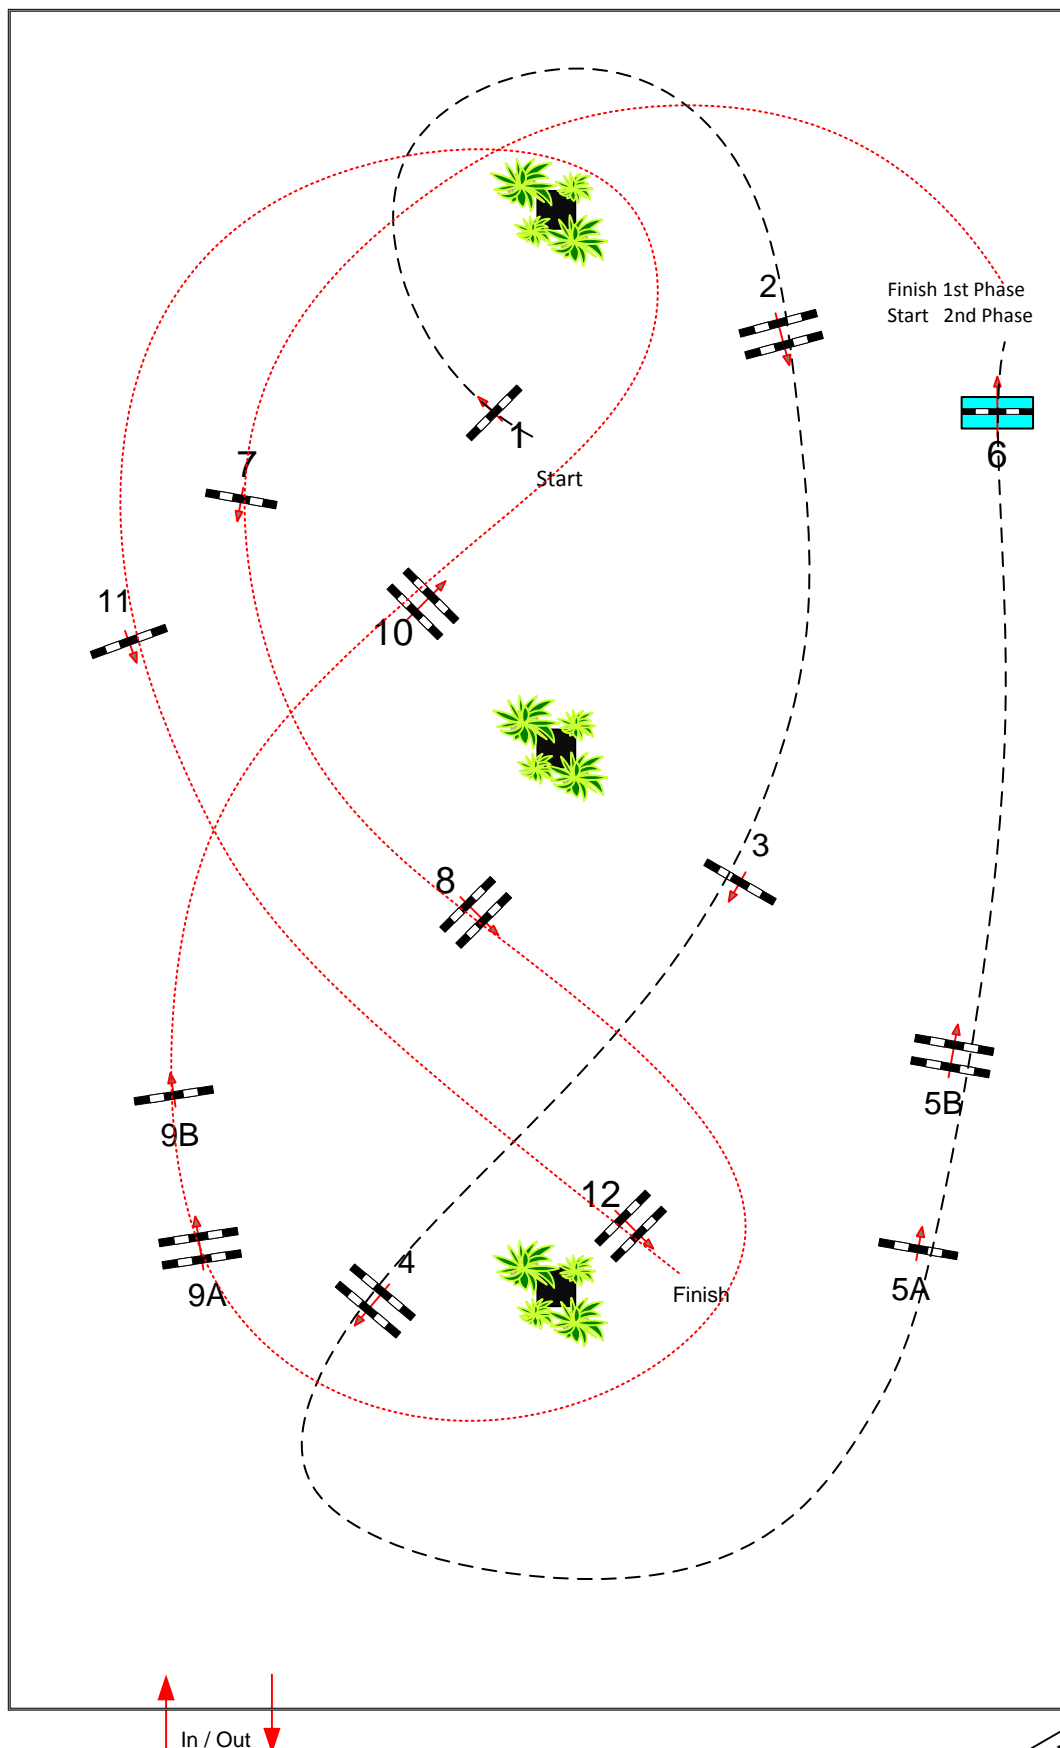 2
Finish 1st Phase
Start 2nd Phase
1
6
7
Start
11
10
3
8
5B
9B
12
4
5A
9A
Finish
In / Out